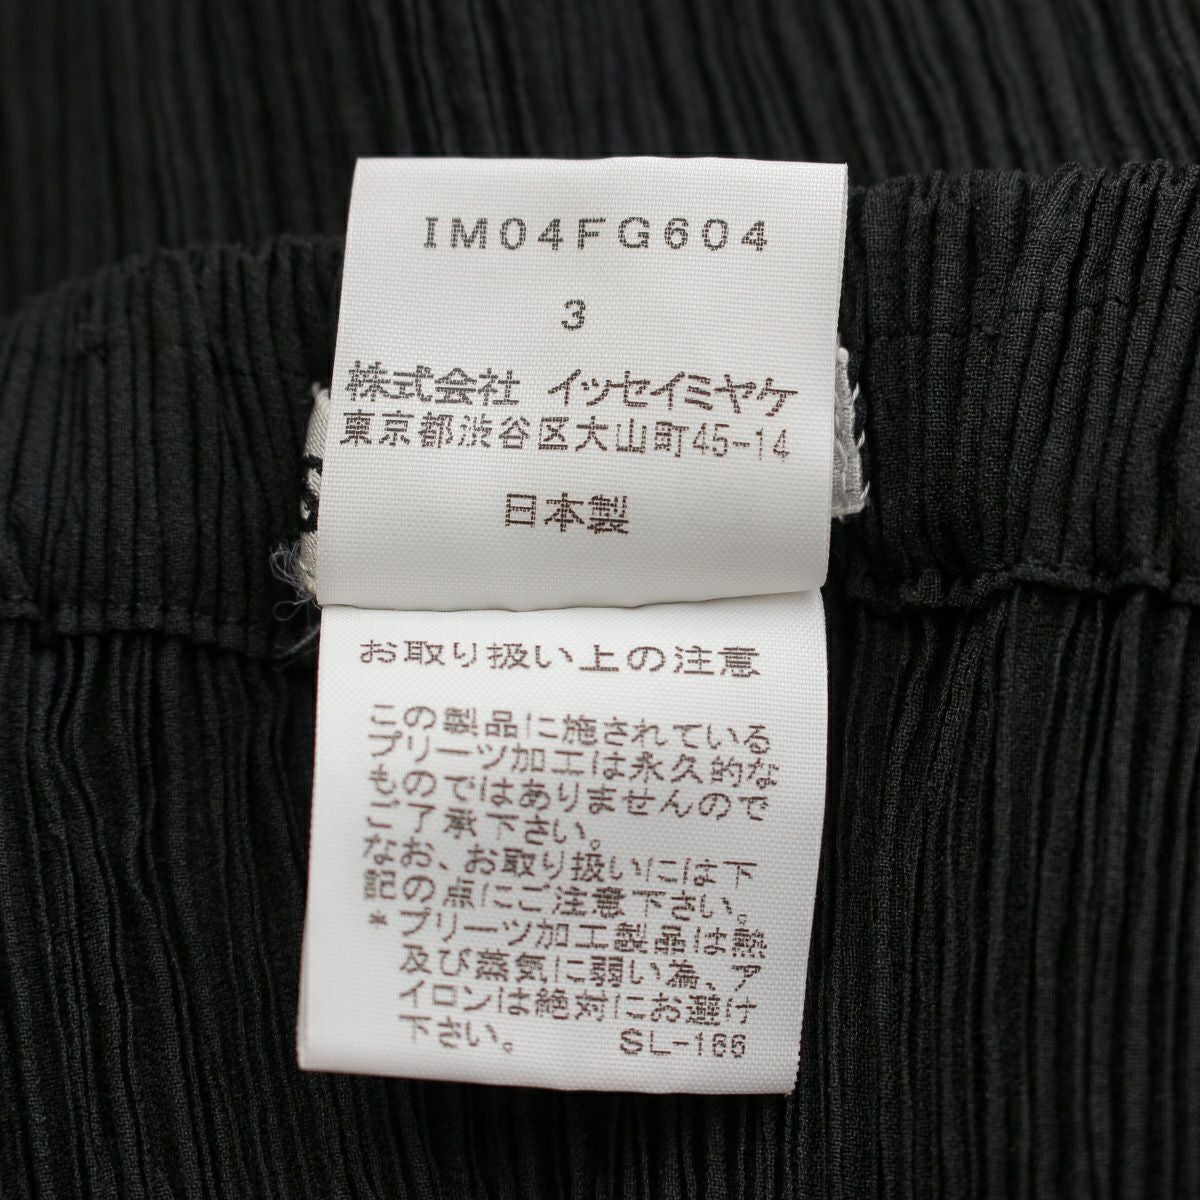 IM04FG604
3
株式会社 イッセイミヤケ
東京都渋谷区大山町45-14
日本製
お取り扱い上の注意
この製品に施されている
プリーツ加工は永久的な
ものではありませんので
ご了承下さい。
なお、お取り扱いには下
記の点にご注意下さい。
*プリーツ加工製品は熱
及び蒸気に弱い為、ア
イロンは絶対にお避け
下さい。 SL-166